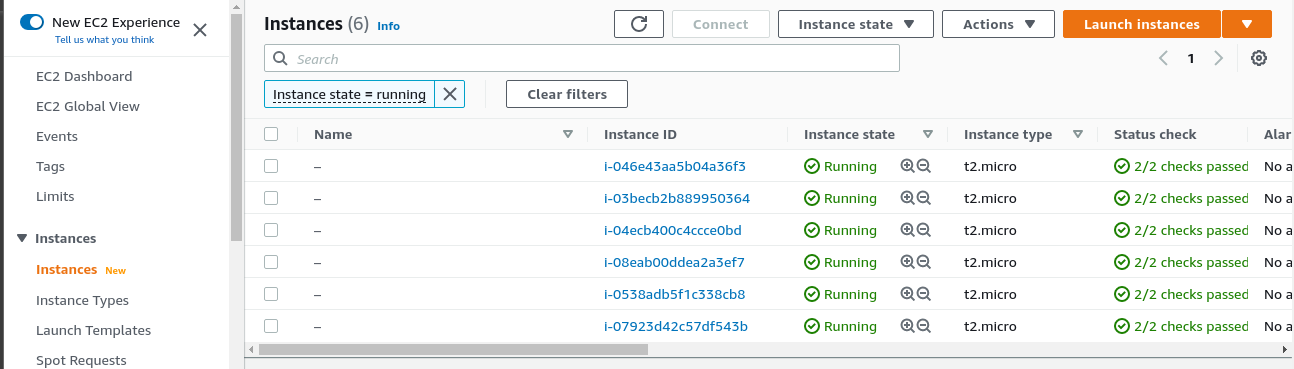 New EC2 Experience
Tell us what you think
EC2 Dashboard
EC2 Global View
Events
Tags
Limits
Instances
Instances New
Instance Types
Launch Templates
Spot Requests
Instances (6) Info
Connect
Instance state
Actions
Launch instances
Search
1
Instance state = running
Clear filters
Name Instance ID Instance state Instance type Status check Alar
– i-046e43aa5b04a36f3 Running t2.micro 2/2 checks passed No a
– i-03becb2b889950364 Running t2.micro 2/2 checks passed No a
– i-04ecb400c4ccce0bd Running t2.micro 2/2 checks passed No a
– i-08eab00ddea2a3ef7 Running t2.micro 2/2 checks passed No a
– i-0538adb5f1c338cb8 Running t2.micro 2/2 checks passed No a
– i-07923d42c57df543b Running t2.micro 2/2 checks passed No a